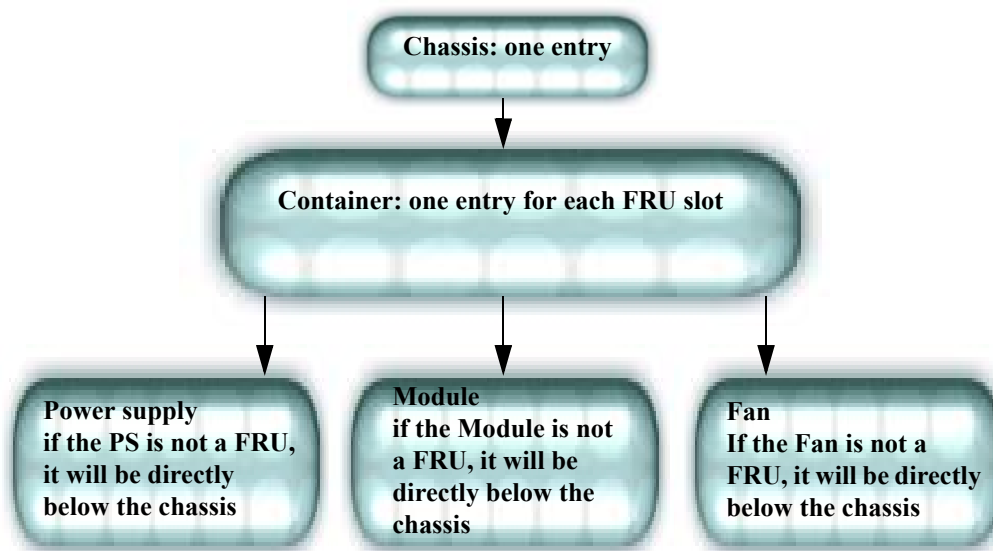 Chassis: one entry
Container: one entry for each FRU slot
Power supply
if the PS is not a FRU,
it will be directly
below the chassis
Module
if the Module is not
a FRU, it will be
directly below the
chassis
Fan
If the Fan is not a
FRU, it will be directly
below the chassis